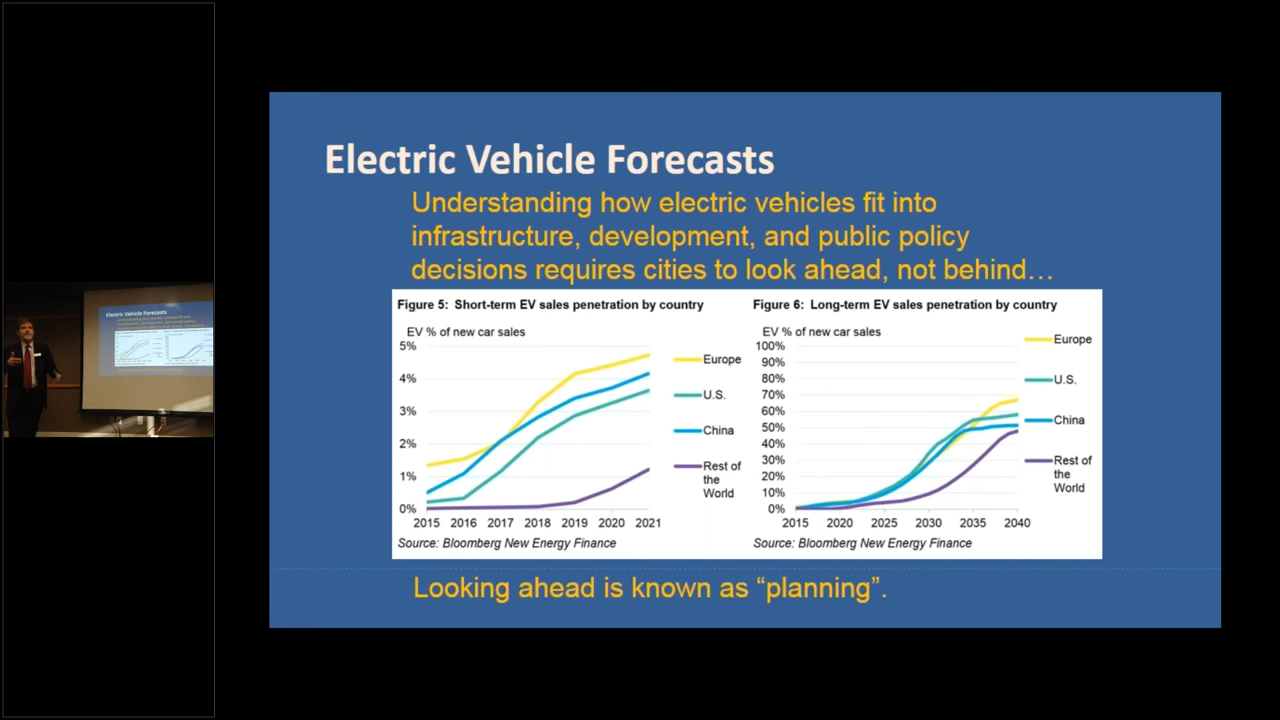 Electric Vehicle Forecasts
Understanding how electric vehicles fit into
infrastructure, development, and public policy
decisions requires cities to look ahead, not behind…
Figure 5: Short-term EV sales penetration by country
EV % of new car sales
5%
4%
3%
2%
1%
0%
2015 2016 2017 2018 2019 2020 2021
Europe
U.S.
China
Rest of
the
World
Source: Bloomberg New Energy Finance
Figure 6: Long-term EV sales penetration by country
EV % of new car sales
100%
90%
80%
70%
60%
50%
40%
30%
20%
10%
0%
2015 2020 2025 2030 2035 2040
Europe
U.S.
China
Rest of
the
World
Source: Bloomberg New Energy Finance
Looking ahead is known as “planning”.
Electric Vehicle Forecasts